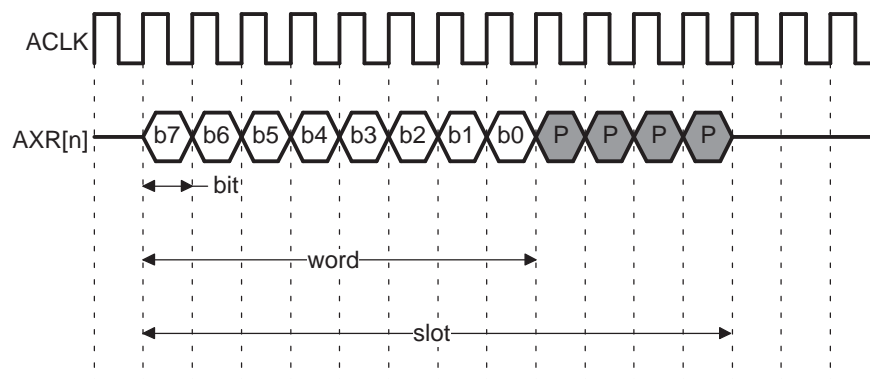 ACLK
AXR[n] b7 b6 b5 b4 b3 b2 b1 b0 P P P P
bit
word
slot